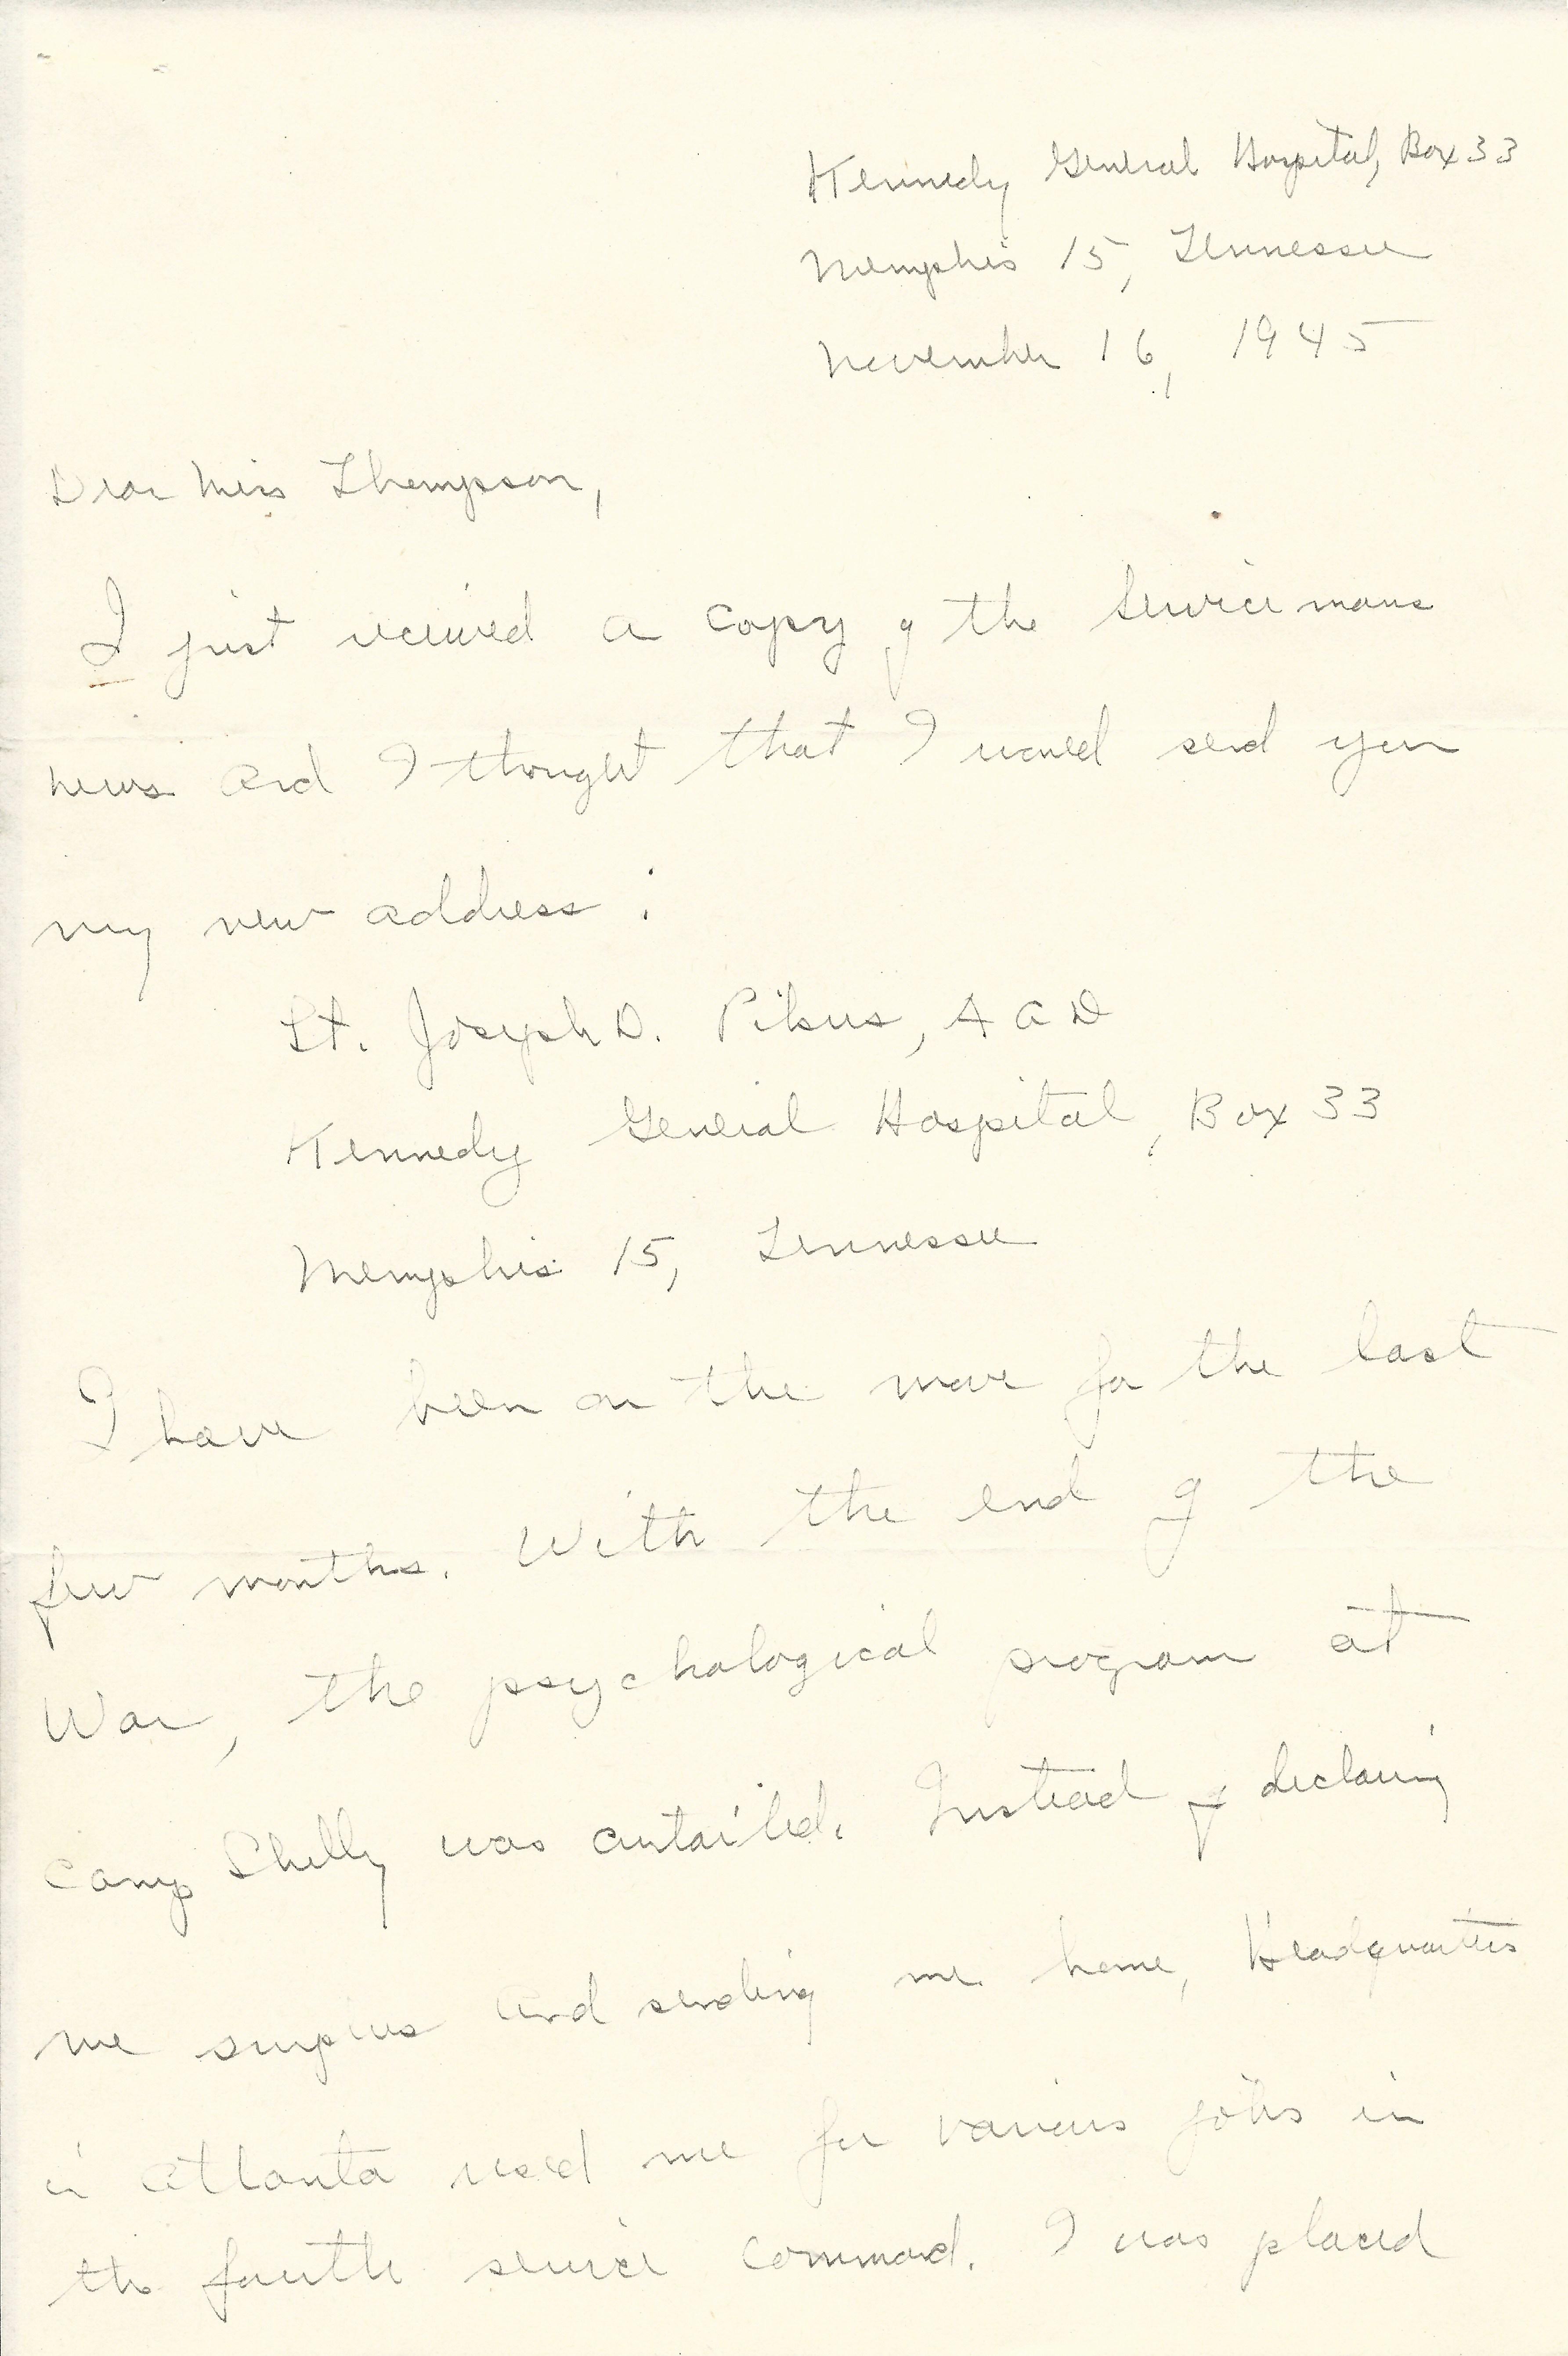 Kennedy General Hospital, Box 33
Memphis 15, Tennessee
November 16, 1945
Dear Miss Thompson,
I just received a copy of the Servicemans
news and I thought that I would send you
my new address:
Lt. Joseph D. Pikus, AGD
Kennedy General Hospital, Box 33
Memphis 15, Tennessee
I have been on the move for the last
few months. With the end of the
War, the psychological program at
Camp Shelby was curtailed. Instead of declaring
me surplus and sending me home, Headquarters
in Atlanta used me for various jobs in
the fourth service command. I was placed